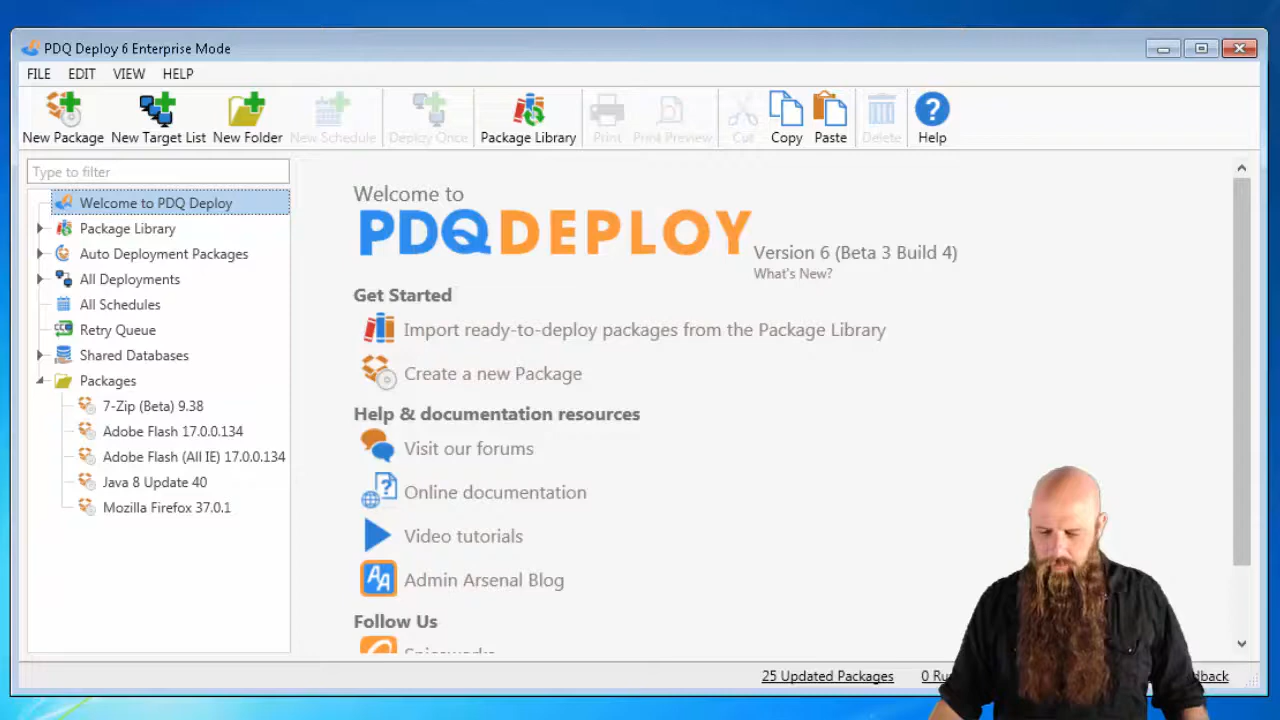 PDQ Deploy 6 Enterprise Mode
FILE EDIT VIEW HELP
New Package New Target List New Folder New Schedule Deploy Once Package Library Print Print Preview Cut Copy Paste Delete Help
Type to filter
Welcome to PDQ Deploy
Package Library
Auto Deployment Packages
All Deployments
All Schedules
Retry Queue
Shared Databases
Packages
7-Zip (Beta) 9.38
Adobe Flash 17.0.0.134
Adobe Flash (All IE) 17.0.0.134
Java 8 Update 40
Mozilla Firefox 37.0.1
Welcome to
PDQDEPLOY
Version 6 (Beta 3 Build 4)
What's New?
Get Started
Import ready-to-deploy packages from the Package Library
Create a new Package
Help & documentation resources
Visit our forums
Online documentation
Video tutorials
Admin Arsenal Blog
Follow Us
25 Updated Packages